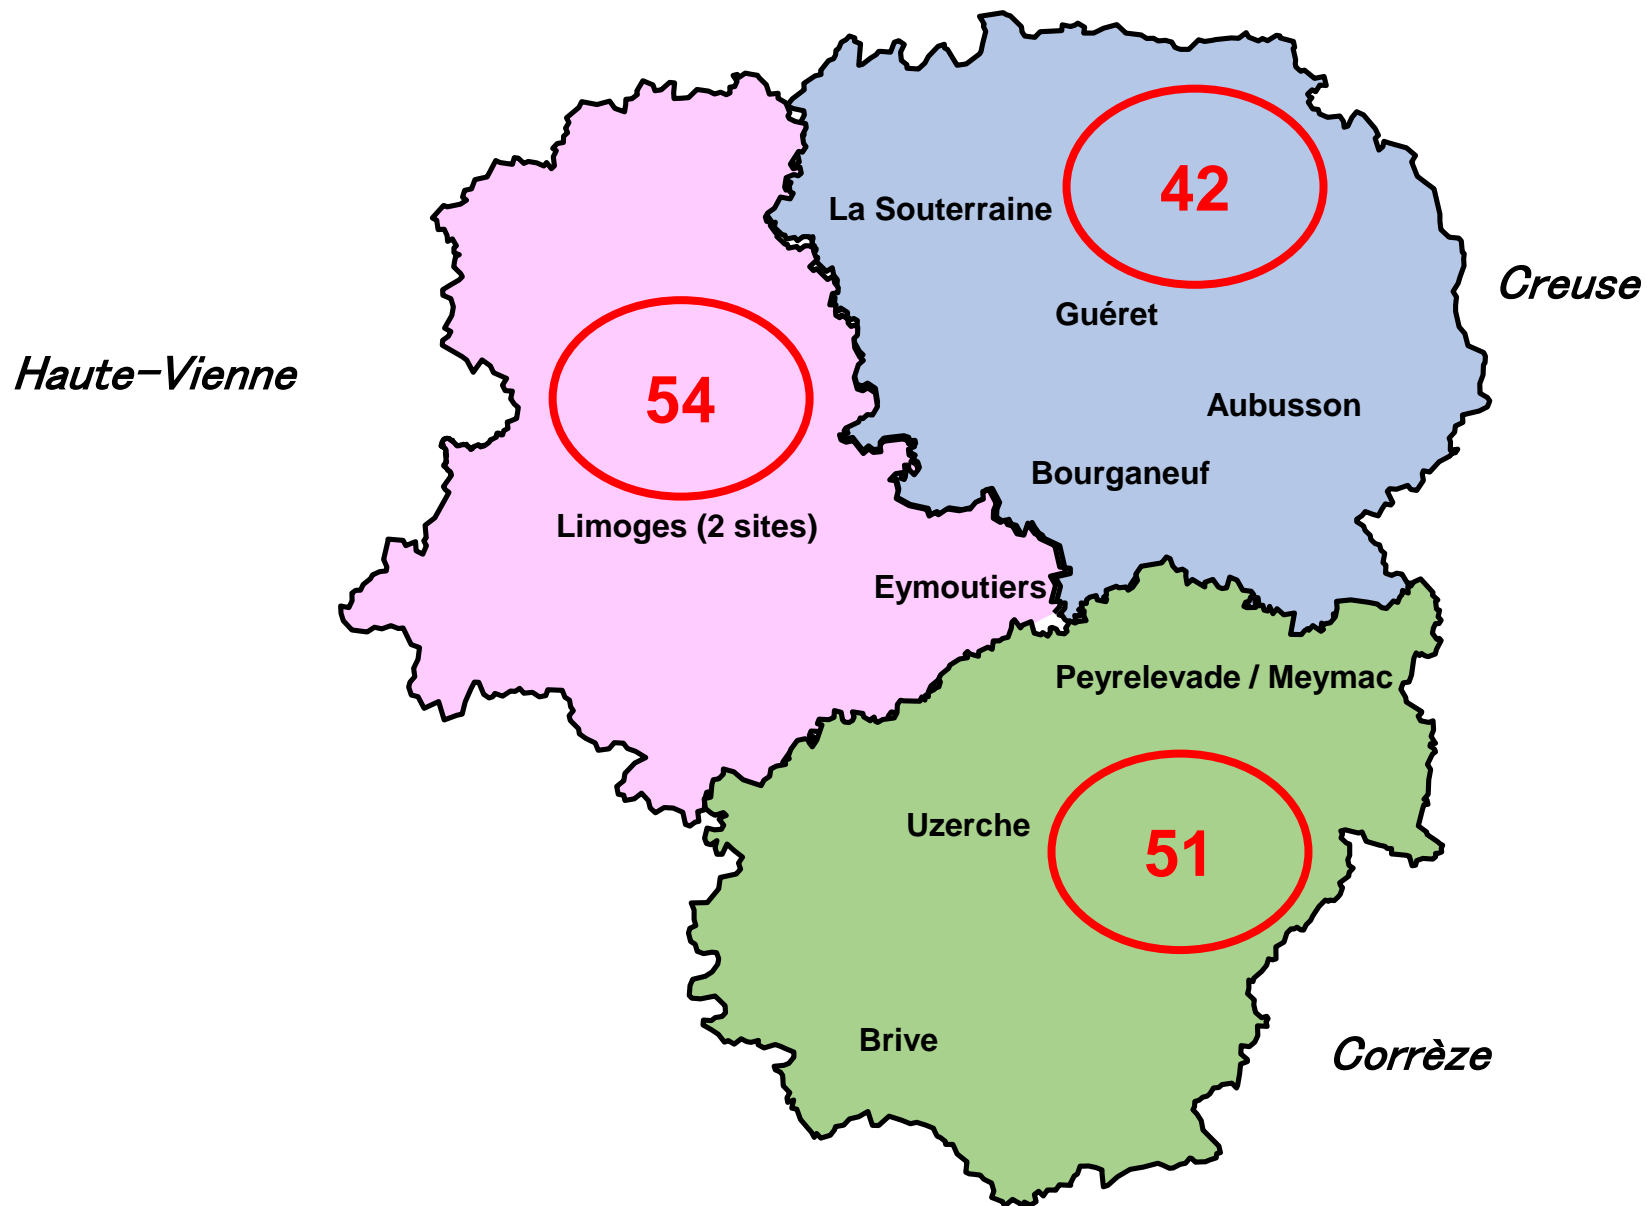 42
La Souterraine
Creuse
Guéret
Haute-Vienne
54
Aubusson
Bourganeuf
Limoges (2 sites)
Eymoutiers
Peyrelevade / Meymac
Uzerche
51
Brive
Corrèze